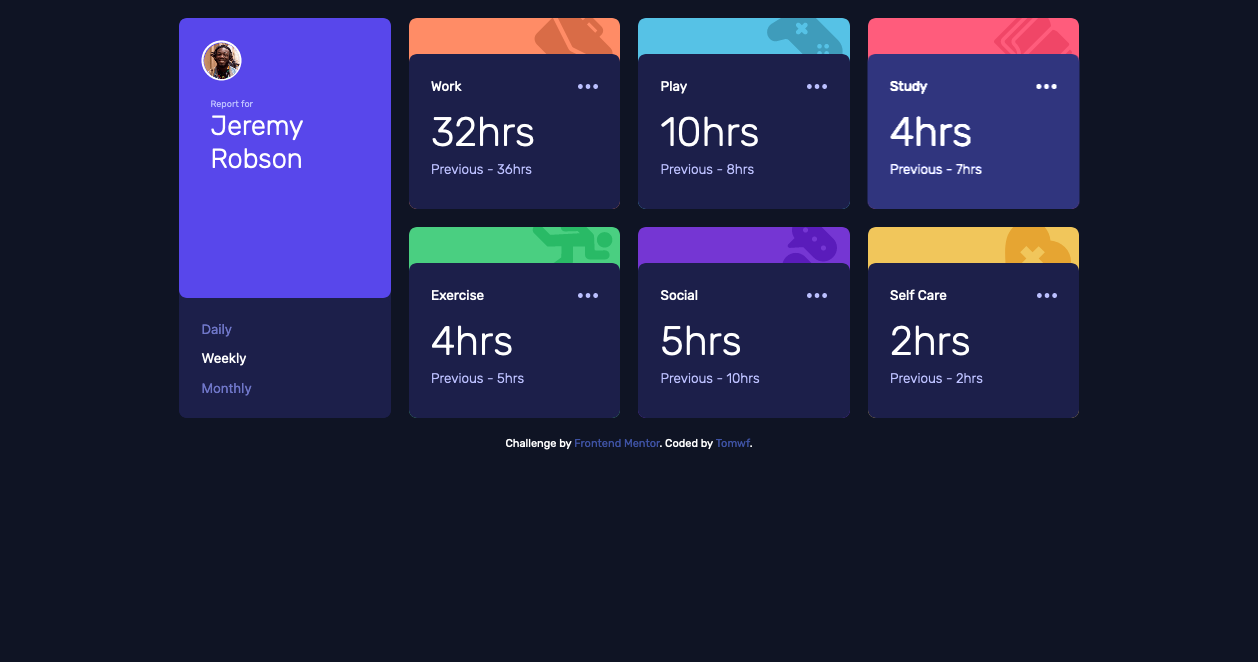 Report for
Jeremy
Robson
Daily
Weekly
Monthly
Work
32hrs
Previous - 36hrs
Play
10hrs
Previous - 8hrs
Study
4hrs
Previous - 7hrs
Exercise
4hrs
Previous - 5hrs
Social
5hrs
Previous - 10hrs
Self Care
2hrs
Previous - 2hrs
Challenge by Frontend Mentor. Coded by Tomwf.